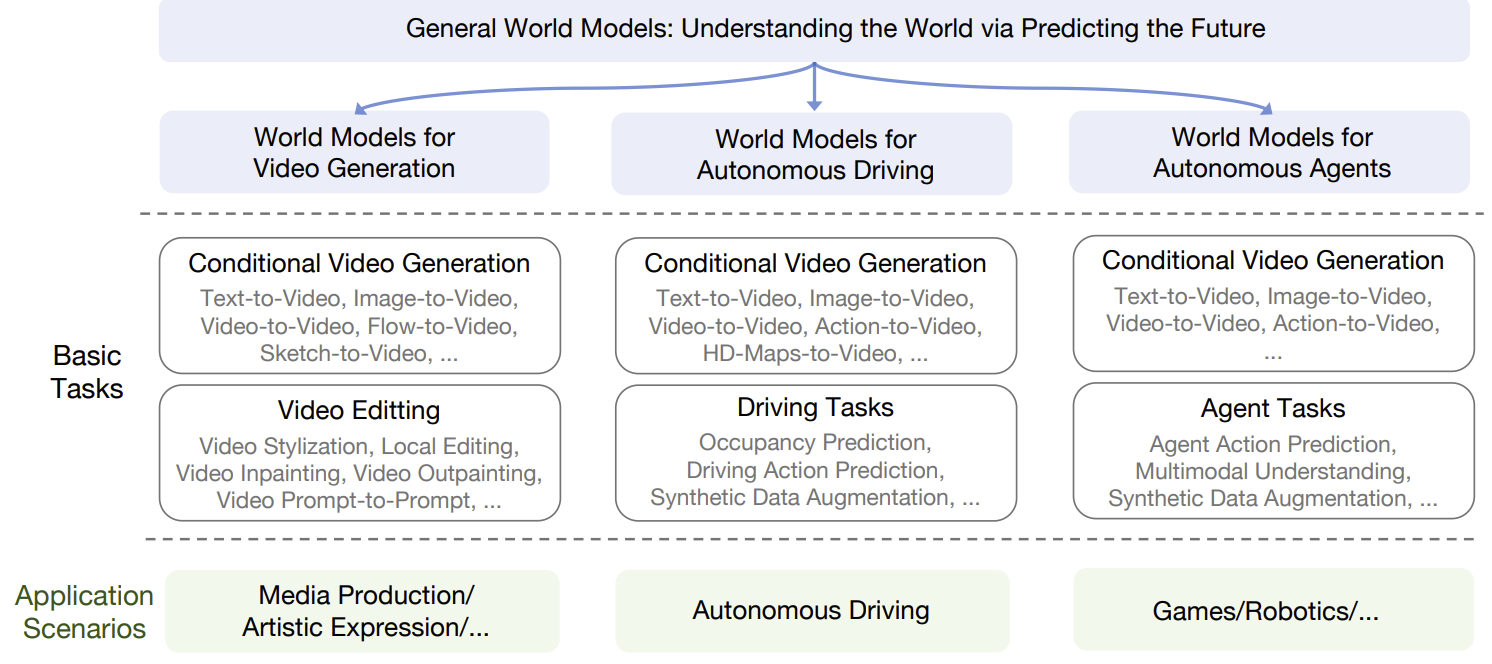 General World Models: Understanding the World via Predicting the Future
World Models for
Video Generation
World Models for
Autonomous Driving
World Models for
Autonomous Agents
Basic
Tasks
Conditional Video Generation
Text-to-Video, Image-to-Video,
Video-to-Video, Flow-to-Video,
Sketch-to-Video, ...
Conditional Video Generation
Text-to-Video, Image-to-Video,
Video-to-Video, Action-to-Video,
HD-Maps-to-Video, ...
Conditional Video Generation
Text-to-Video, Image-to-Video,
Video-to-Video, Action-to-Video,
...
Video Editting
Video Stylization, Local Editing,
Video Inpainting, Video Outpainting,
Video Prompt-to-Prompt, ...
Driving Tasks
Occupancy Prediction,
Driving Action Prediction,
Synthetic Data Augmentation, ...
Agent Tasks
Agent Action Prediction,
Multimodal Understanding,
Synthetic Data Augmentation, ...
Application
Scenarios
Media Production/
Artistic Expression/...
Autonomous Driving
Games/Robotics/...